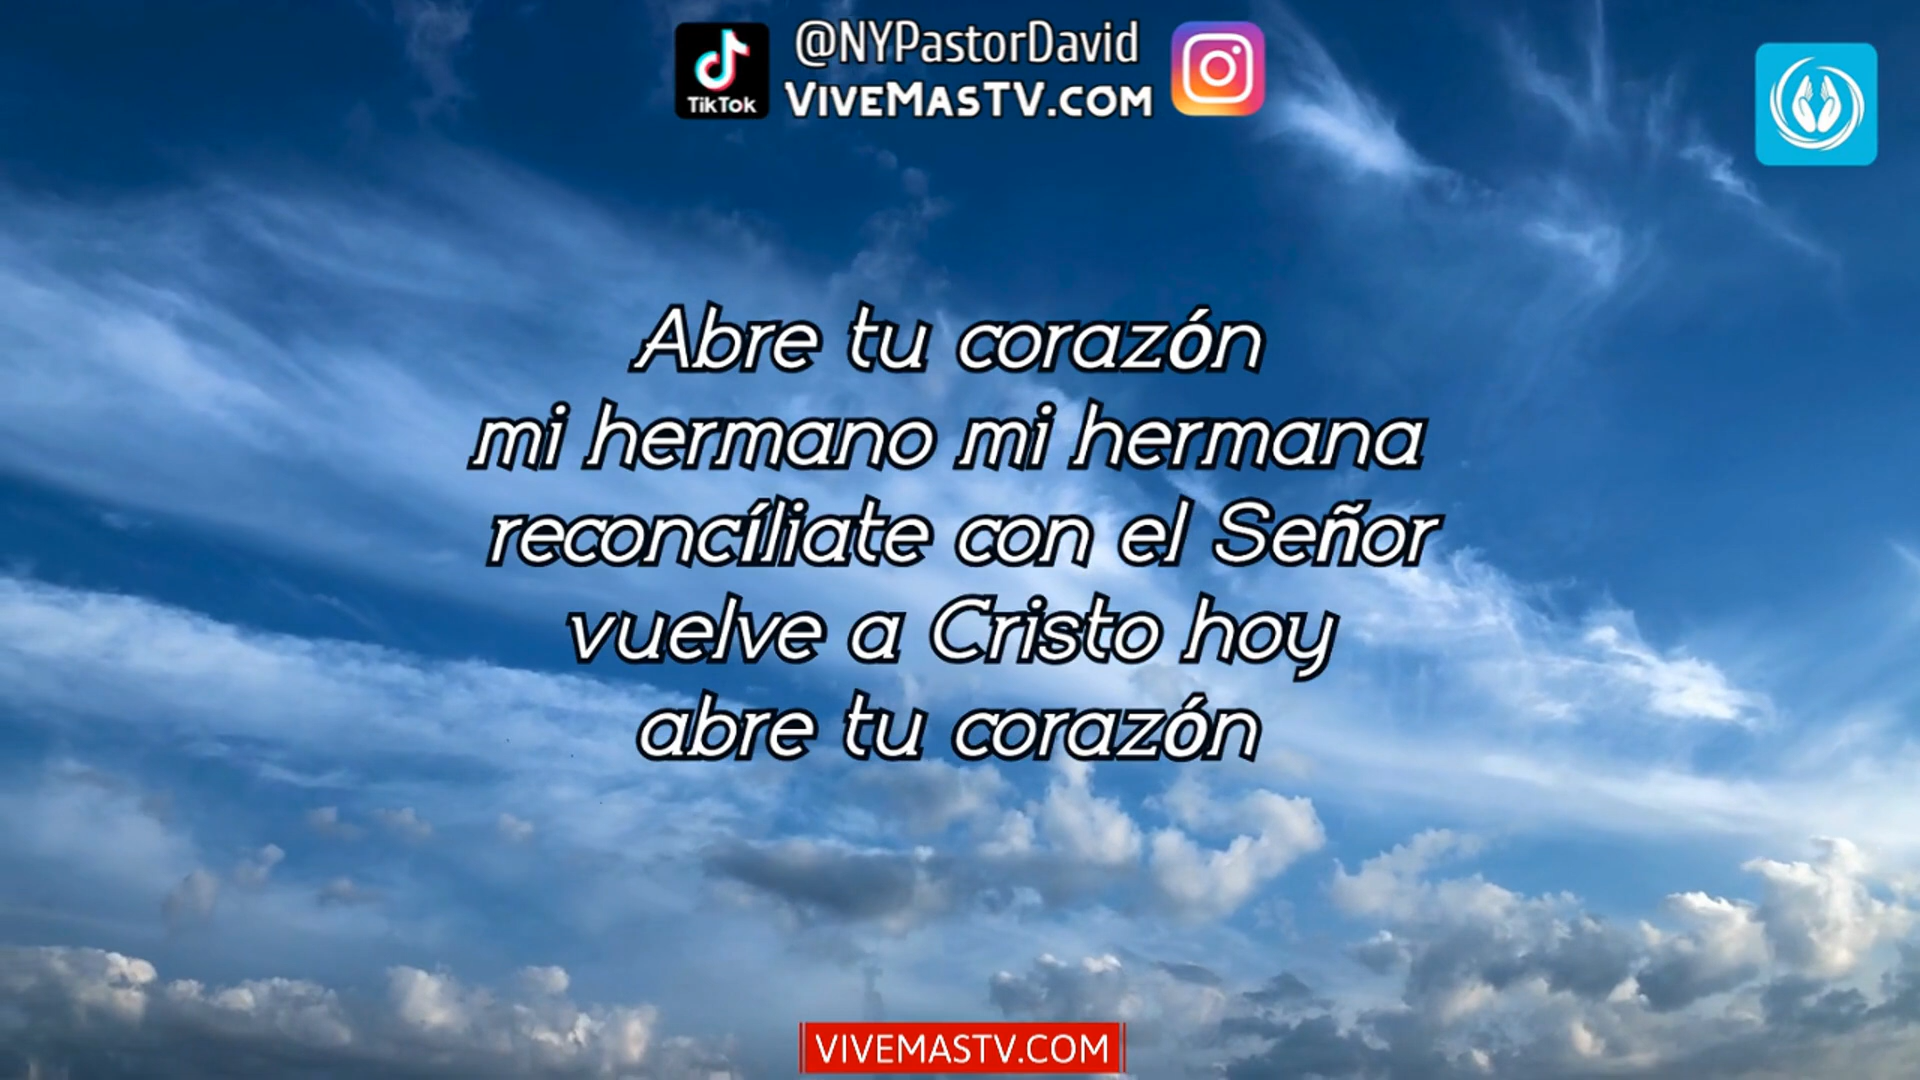 @NYPastorDavid
TikTok
VIVEMASTV.COM
Abre tu corazón
mi hermano mi hermana
reconcíliate con el Señor
vuelve a Cristo hoy
abre tu corazón
VIVEMASTV.COM